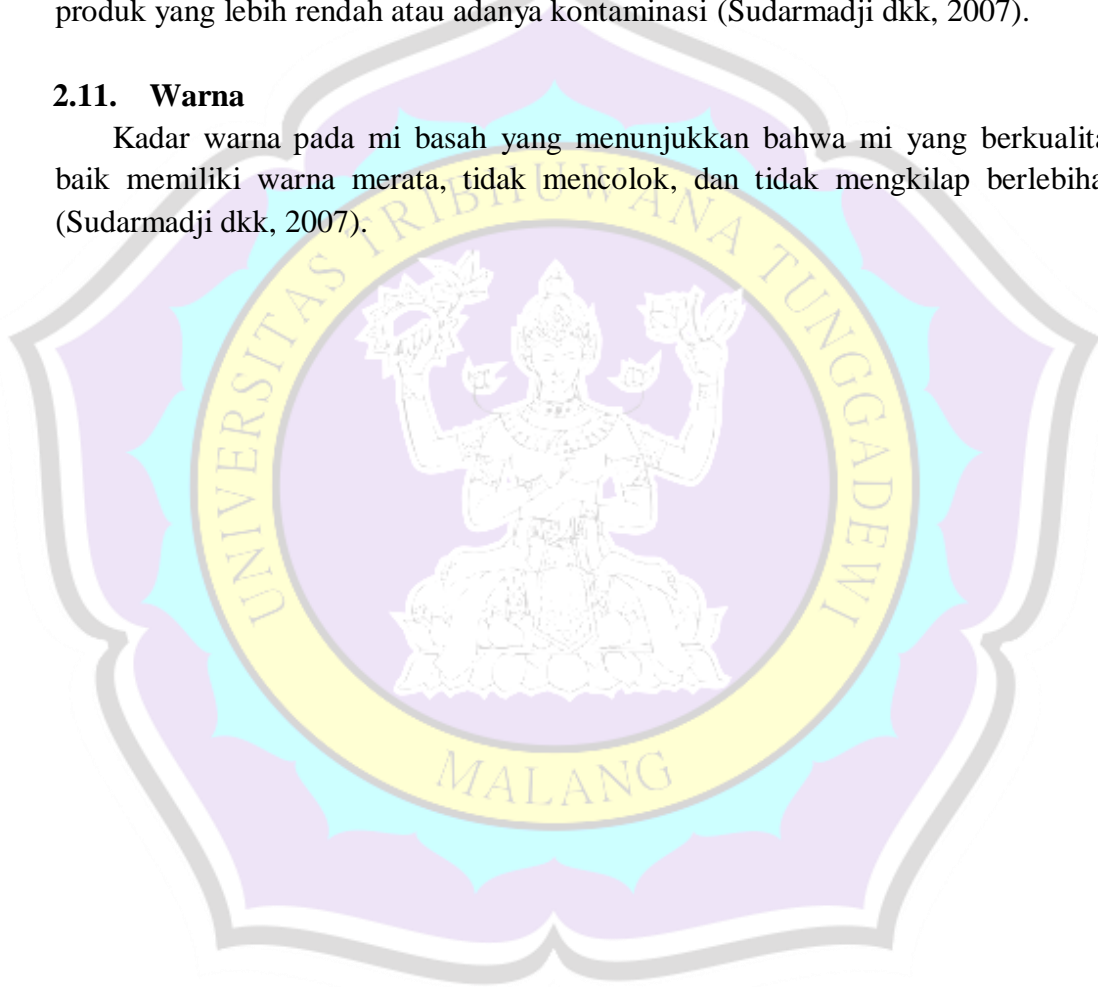 produk yang lebih rendah atau adanya kontaminasi (Sudarmadji dkk, 2007).
2.11. Warna
Kadar warna pada mi basah yang menunjukkan bahwa mi yang berkualita
baik memiliki warna merata, tidak mencolok, dan tidak mengkilap berlebiha
(Sudarmadji dkk, 2007).
UNIVERSITAS TRIBHUWANA TUNGGADEWI
MALANG